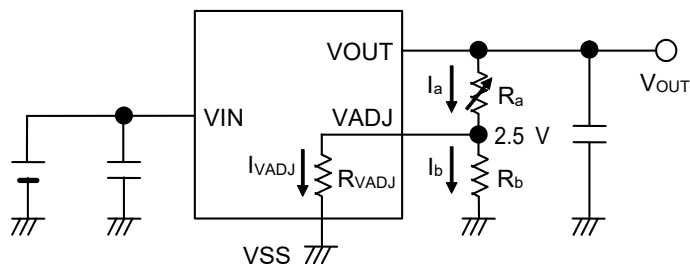 VOUT
Ia
Ra
VOUT
VIN
VADJ
2.5 V
IVADJ
RVADJ
Ib
Rb
VSS